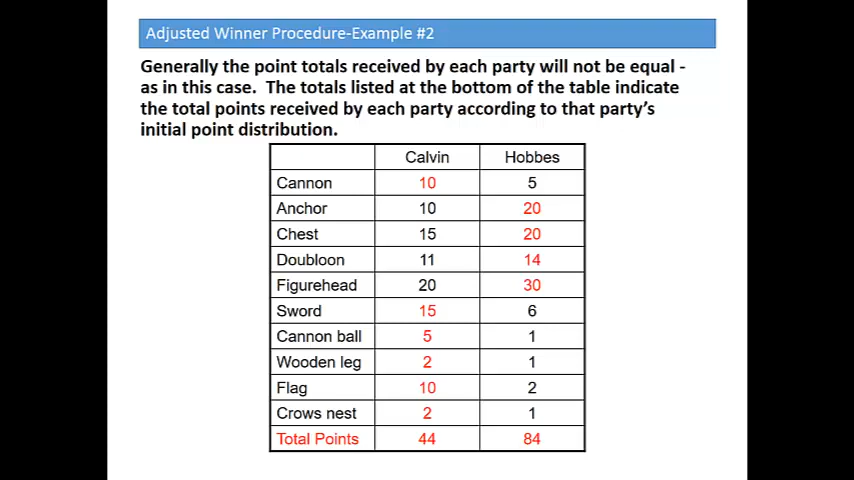 Adjusted Winner Procedure-Example #2
Generally the point totals received by each party will not be equal -
as in this case. The totals listed at the bottom of the table indicate
the total points received by each party according to that party's
initial point distribution.
Calvin Hobbes
Cannon 10 5
Anchor 10 20
Chest 15 20
Doubloon 11 14
Figurehead 20 30
Sword 15 6
Cannon ball 5 1
Wooden leg 2 1
Flag 10 2
Crows nest 2 1
Total Points 44 84